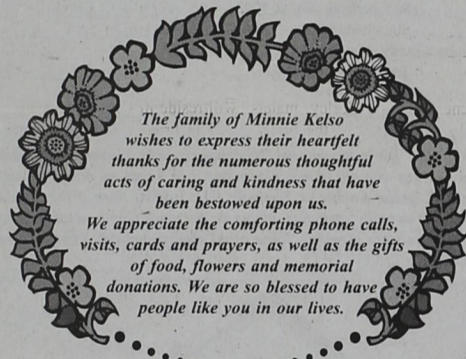 The family of Minnie Kelso
wishes to express their heartfelt
thanks for the numerous thoughtful
acts of caring and kindness that have
been bestowed upon us.
We appreciate the comforting phone calls,
visits, cards and prayers, as well as the gifts
of food, flowers and memorial
donations. We are so blessed to have
people like you in our lives.